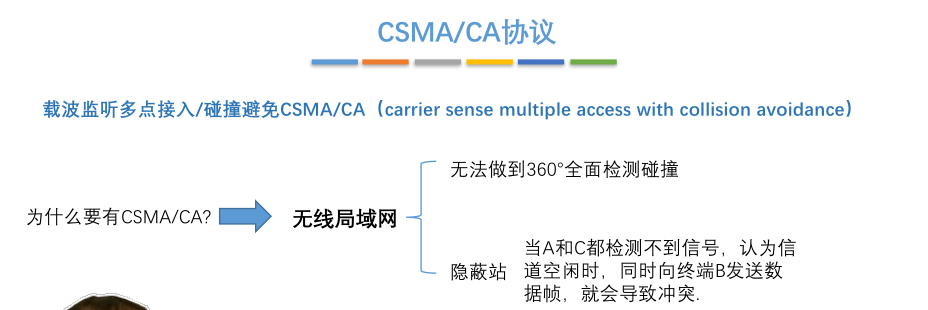 CSMA/CA协议
载波监听多点接入/碰撞避免CSMA/CA（carrier sense multiple access with collision avoidance）
无法做到360°全面检测碰撞
为什么要有CSMA/CA?
无线局域网
隐蔽站
当A和C都检测不到信号，认为信
道空闲时，同时向终端B发送数
据帧，就会导致冲突.